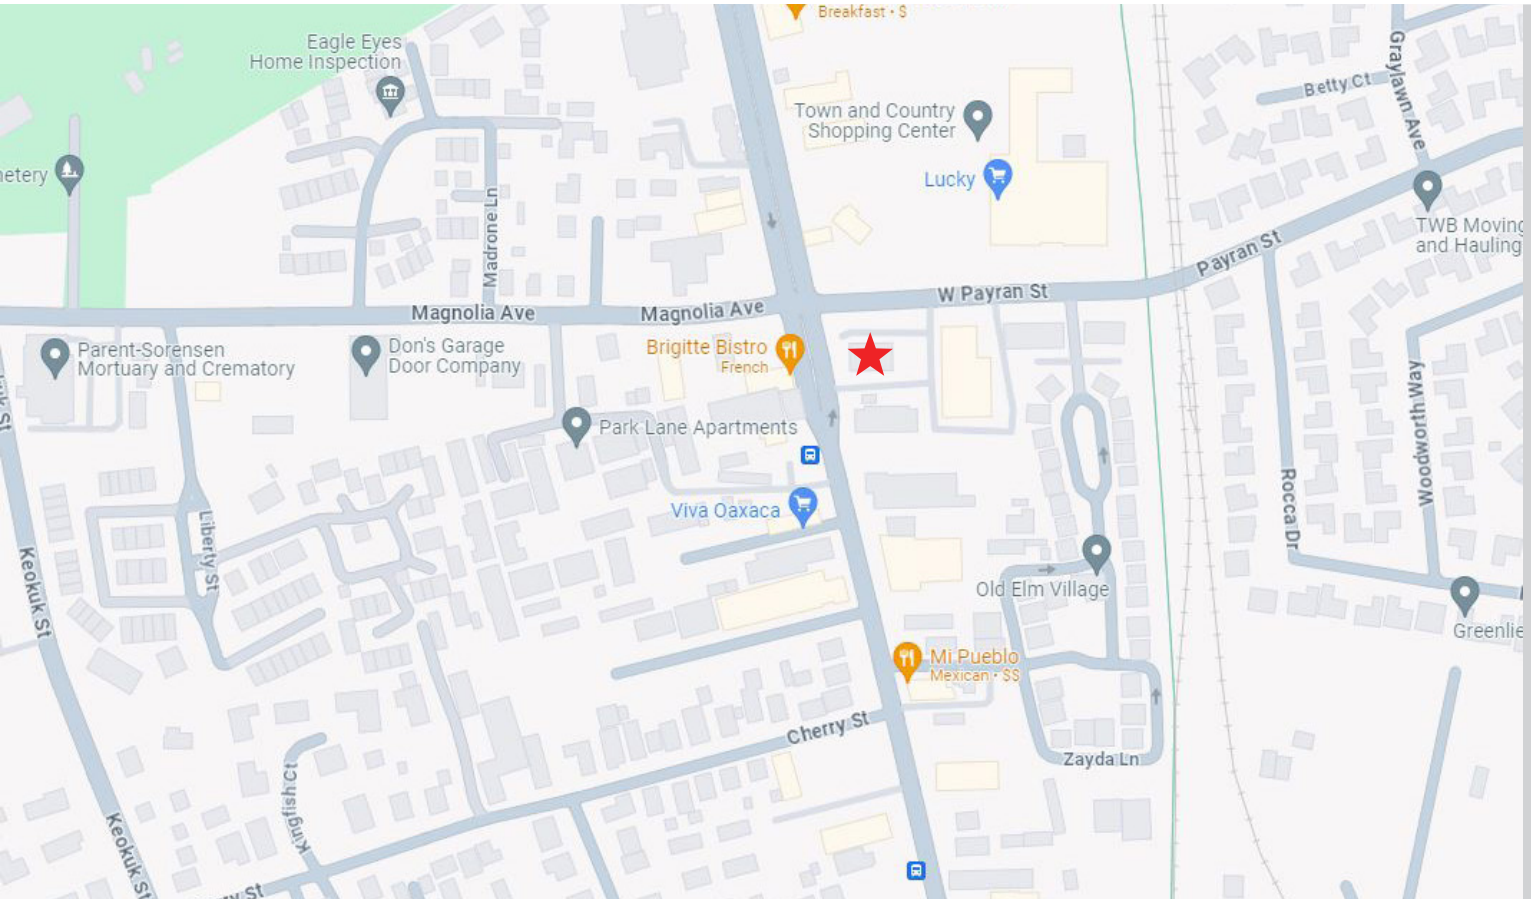 Breakfast • $
Eagle Eyes
Home Inspection
Graylawn Ave
Betty Ct
Town and Country
Shopping Center
Lucky
etery
Madrone Ln
TWB Moving
and Hauling
Payran St
W Payran St
Magnolia Ave
Magnolia Ave
Parent-Sorensen
Mortuary and Crematory
Don's Garage
Door Company
Brigitte Bistro
French
Park Lane Apartments
Woodworth Way
Rocca Dr
Viva Oaxaca
Liberty St
Keokuk St
Old Elm Village
Greenlie
Mi Pueblo
Mexican • $$
Cherry St
Zayda Ln
Kingfish Ct
Keokuk St